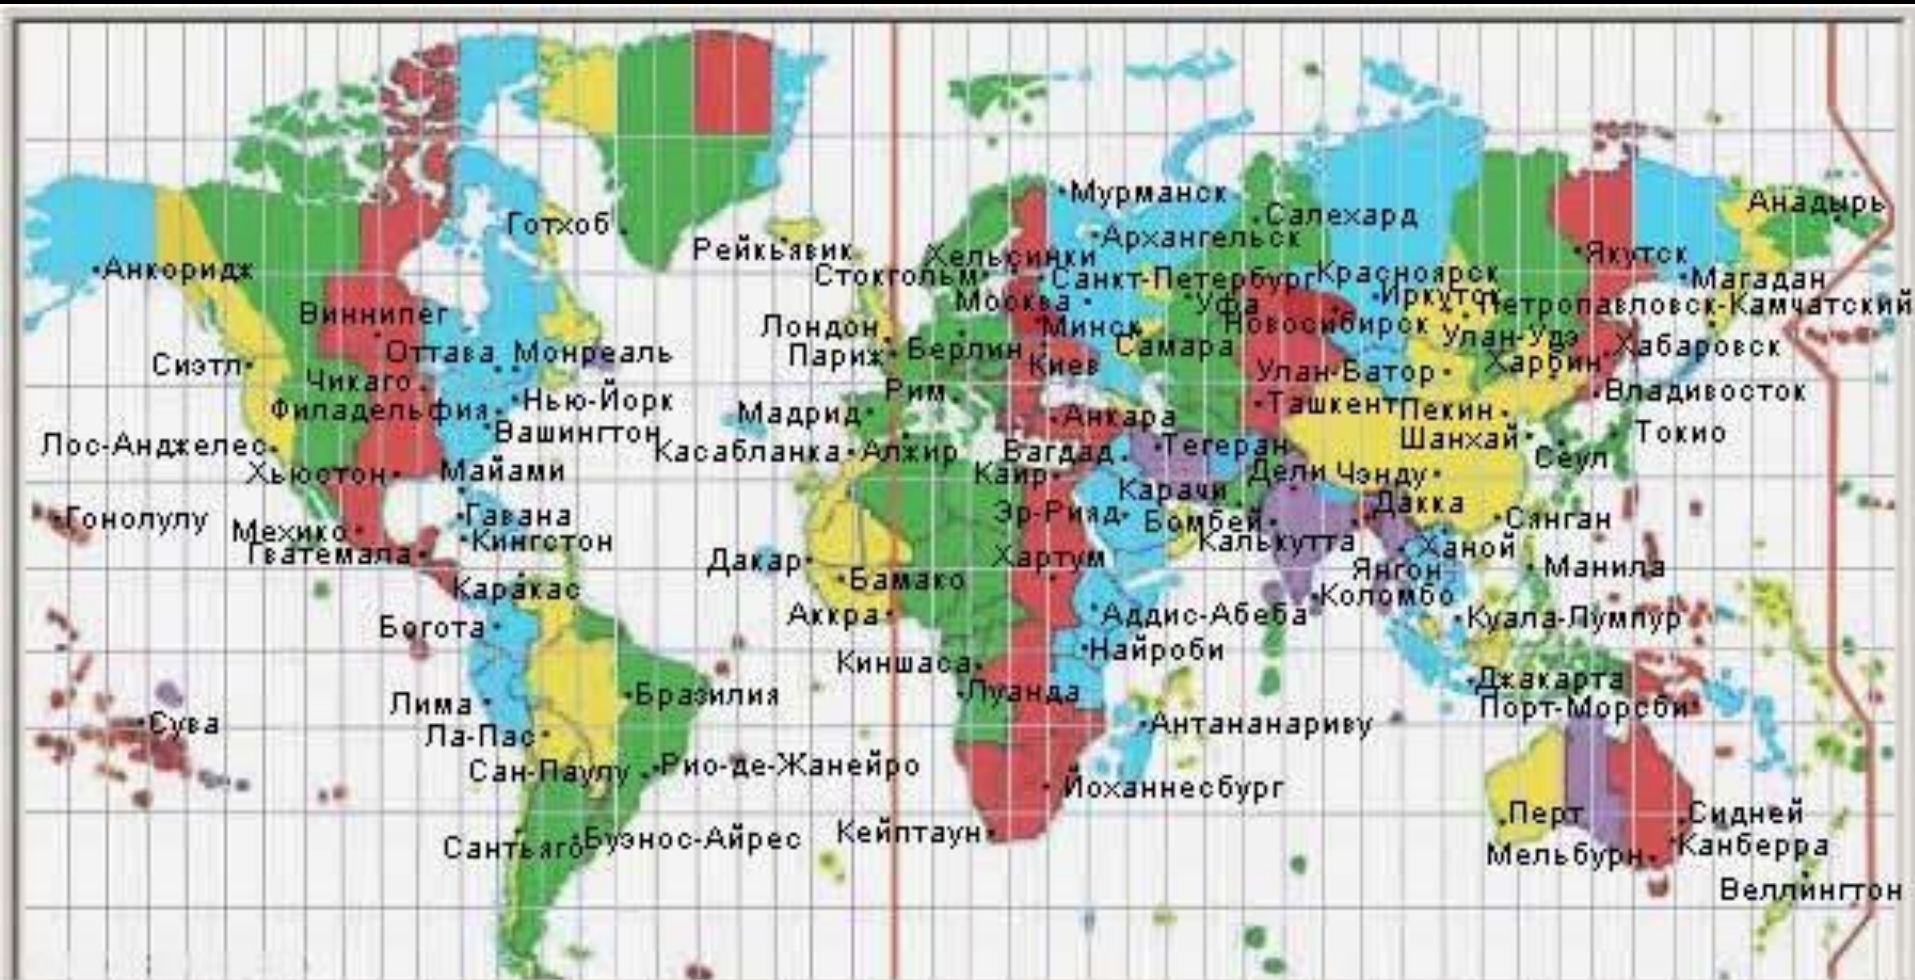 Анадырь
Мурманск
Салехард
Готхоб
Архангельск
Рейкьявик
Хельсинки
Якутск
Анкоридж
Стокгольм
Санкт-Петербург
Красноярск
Магадан
Москва
Уфа
Иркутск
Петропавловск-Камчатский
Виннипег
Лондон
Минск
Новосибирск
Улан-Удэ
Оттава
Монреаль
Париж
Берлин
Самара
Хабаровск
Сиэтл
Киев
Харбин
Чикаго
Улан-Батор
Рим
Владивосток
Филадельфия
Нью-Йорк
Мадрид
Анкара
Ташкент
Пекин
Вашингтон
Шанхай
Токио
Лос-Анджелес
Касабланка
Алжир
Багдад
Тегеран
Сеул
Хьюстон
Майами
Каир
Дели
Чэнду
Карачи
Дакка
Гонолулу
Гавана
Эр-Рияд
Бомбей
Сянган
Мехико
Кингстон
Калькутта
Ханой
Гватемала
Дакар
Хартум
Янгон
Манила
Бамако
Каракас
Коломбо
Аккра
Аддис-Абеба
Куала-Лумпур
Богота
Найроби
Киншаса
Джакарта
Луанда
Бразилия
Лима
Порт-Морсби
Сува
Антананариву
Ла-Пас
Сан-Паулу
Рио-де-Жанейро
Йоханнесбург
Перт
Сидней
Сантьяго
Буэнос-Айрес
Кейптаун
Канберра
Мельбурн
Веллингтон